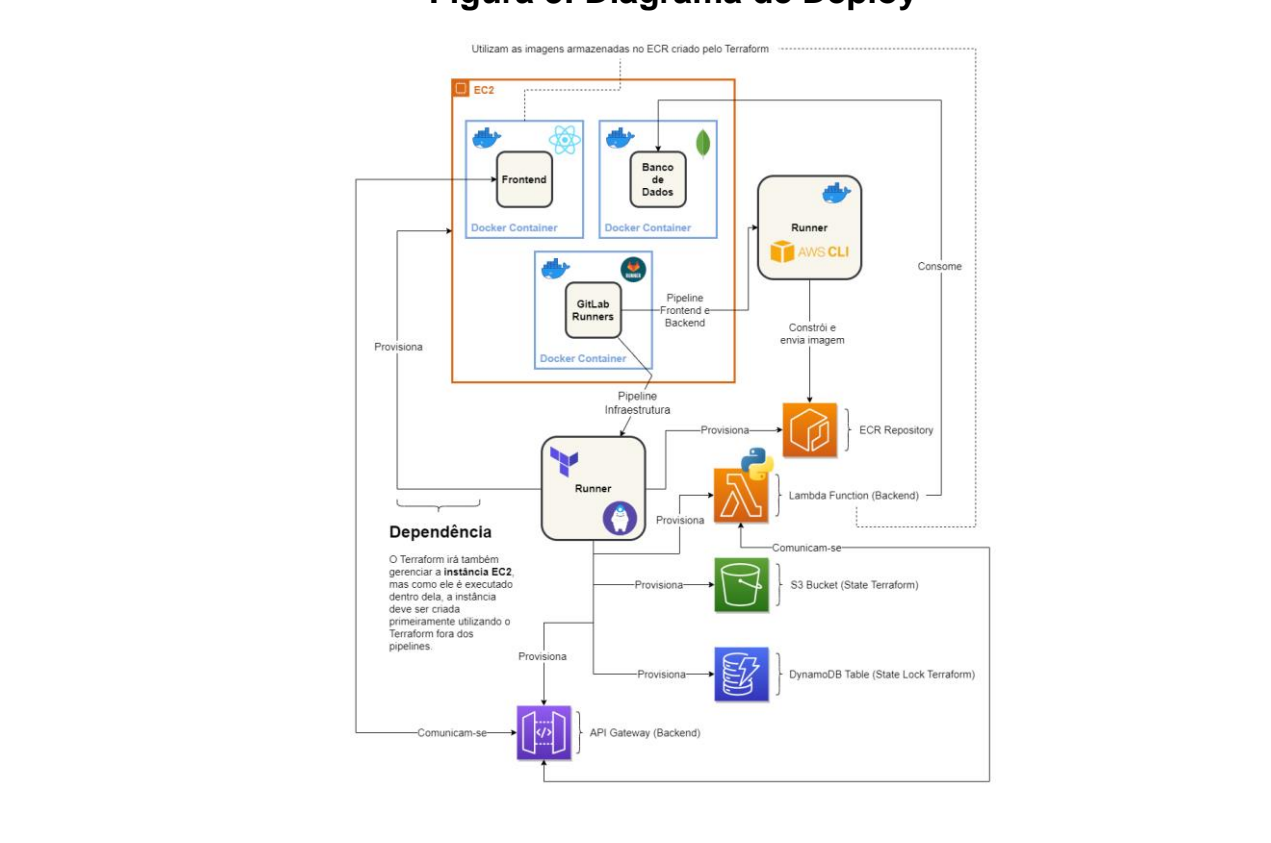 Figura 3: Diagrama de Deploy
Utilizam as imagens armazenadas no ECR criado pelo Terraform
EC2
Frontend
Docker Container
Banco
de
Dados
Docker Container
Runner
AWS CLI
GitLab
Runners
Docker Container
RUNNER
Pipeline
Frontend e
Backend
Consome
Constrói e
envia imagem
Provisiona
Pipeline
Infraestrutura
Provisiona
ECR Repository
Runner
Provisiona
Lambda Function (Backend)
Dependência
O Terraform irá também
gerenciar a instância EC2,
mas como ele é executado
dentro dela, a instância
deve ser criada
primeiramente utilizando o
Terraform fora dos
pipelines.
Comunicam-se
Provisiona
S3 Bucket (State Terraform)
Provisiona
Provisiona
DynamoDB Table (State Lock Terraform)
Comunicam-se
</>
API Gateway (Backend)